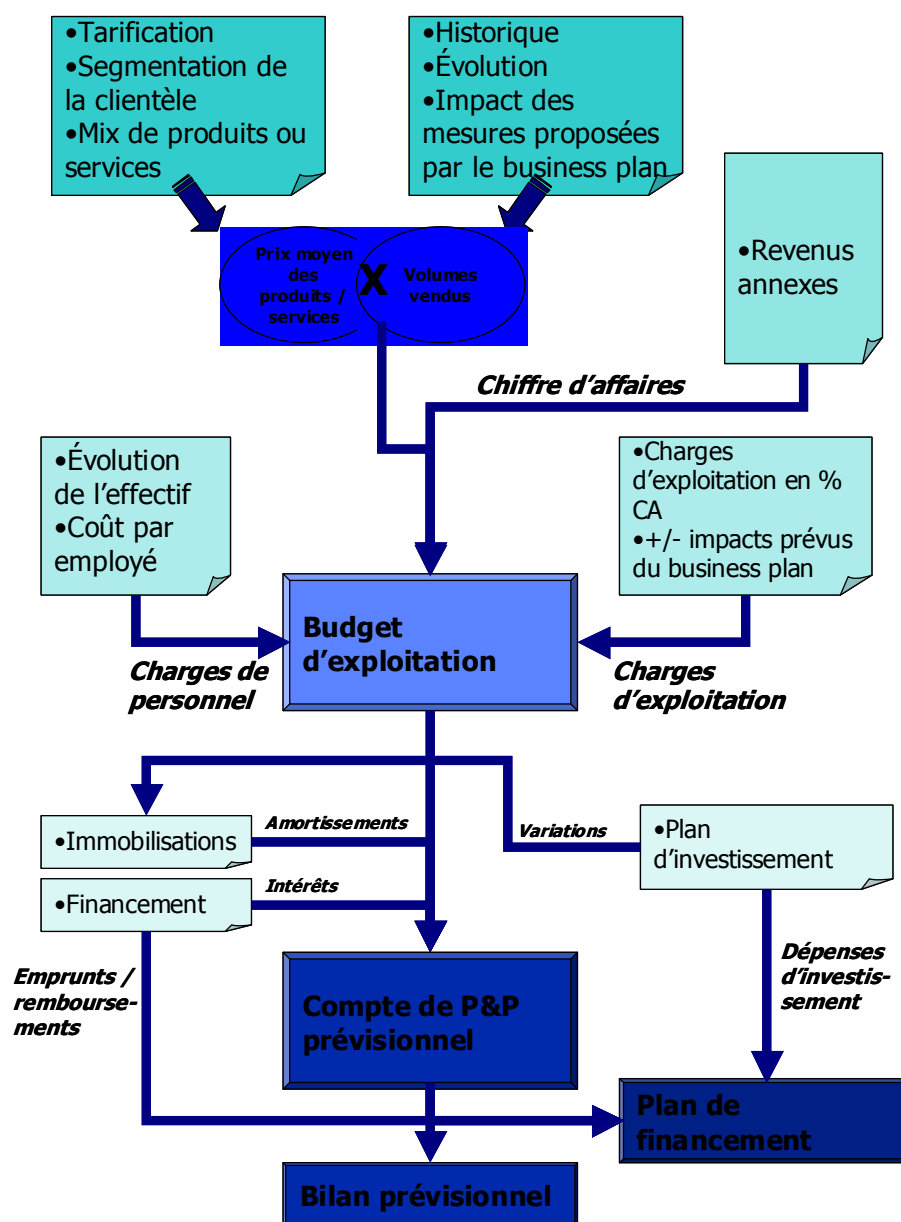 •Tarification
•Segmentation de
la clientèle
•Mix de produits ou
services
•Historique
•Évolution
•Impact des
mesures proposées
par le business plan
•Revenus
annexes
Prix moyen
des
produits /
services
X
Volumes
vendus
Chiffre d’affaires
•Évolution
de l’effectif
•Coût par
employé
•Charges
d’exploitation en %
CA
•+/- impacts prévus
du business plan
Budget
d’exploitation
Charges de
personnel
Charges
d’exploitation
•Immobilisations
Amortissements
Variations
•Plan
d’investissement
•Financement
Intérêts
Emprunts /
rembourse-
ments
Dépenses
d’investis-
sement
Compte de P&P
prévisionnel
Plan de
financement
Bilan prévisionnel